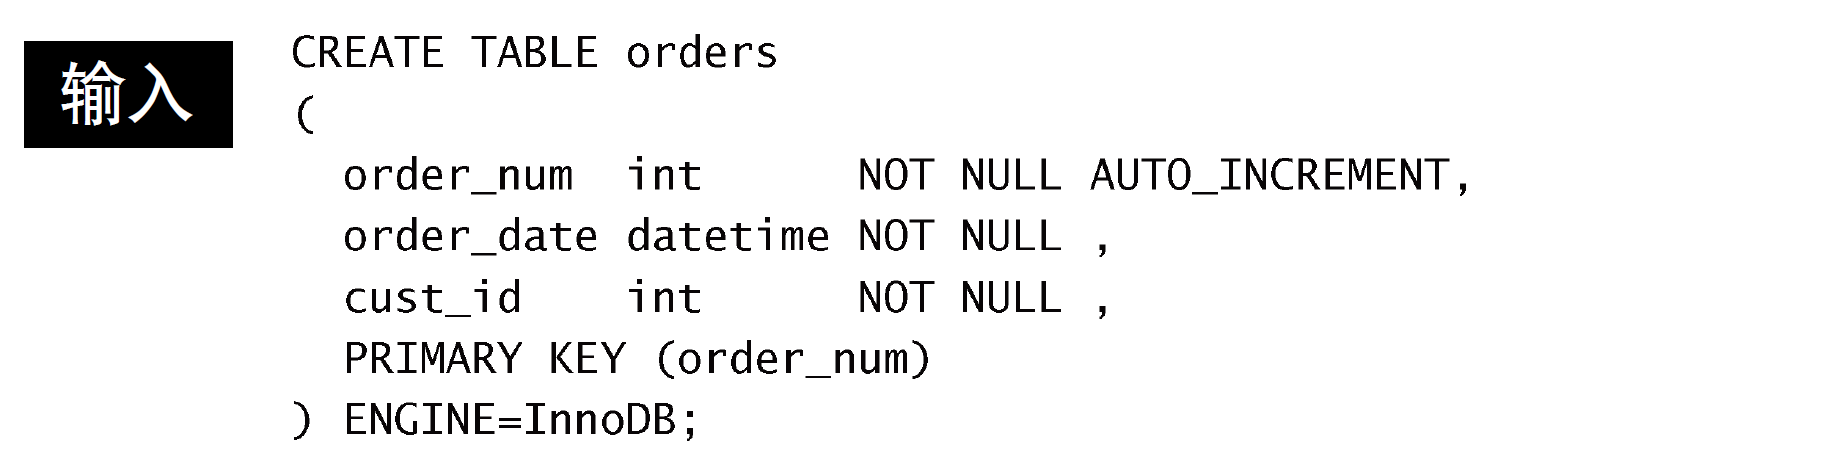 输入
CREATE TABLE orders
(
  order_num  int      NOT NULL AUTO_INCREMENT,
  order_date datetime NOT NULL ,
  cust_id    int      NOT NULL ,
  PRIMARY KEY (order_num)
) ENGINE=InnoDB;